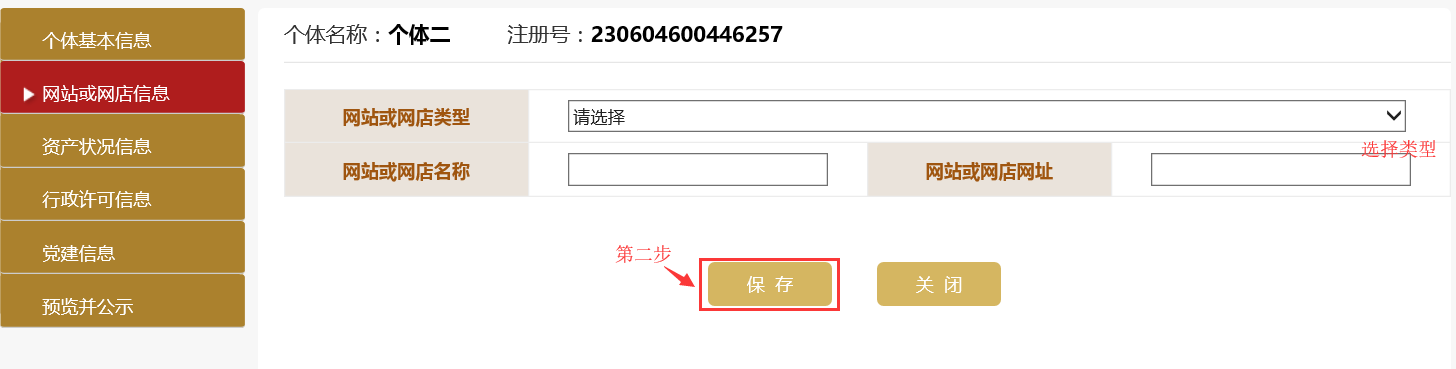 个体基本信息
网站或网店信息
资产状况信息
行政许可信息
党建信息
预览并公示
个体名称：个体二 注册号：230604600446257
网站或网店类型 请选择
选择类型
网站或网店名称 网站或网店网址
第二步
保 存 关 闭